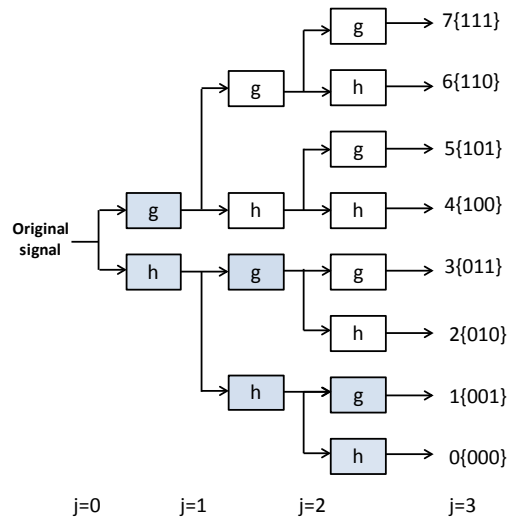 g
7{111}
g
h
6{110}
g
5{101}
g
h
h
4{100}
Original
signal
h
g
g
3{011}
h
2{010}
h
g
1{001}
h
0{000}
j=0
j=1
j=2
j=3